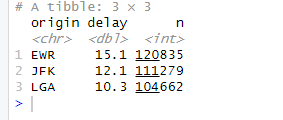 # A tibble: 3 × 3
origin delay n
<chr> <dbl> <int>
1 EWR 15.1 120835
2 JFK 12.1 111279
3 LGA 10.3 104662
>